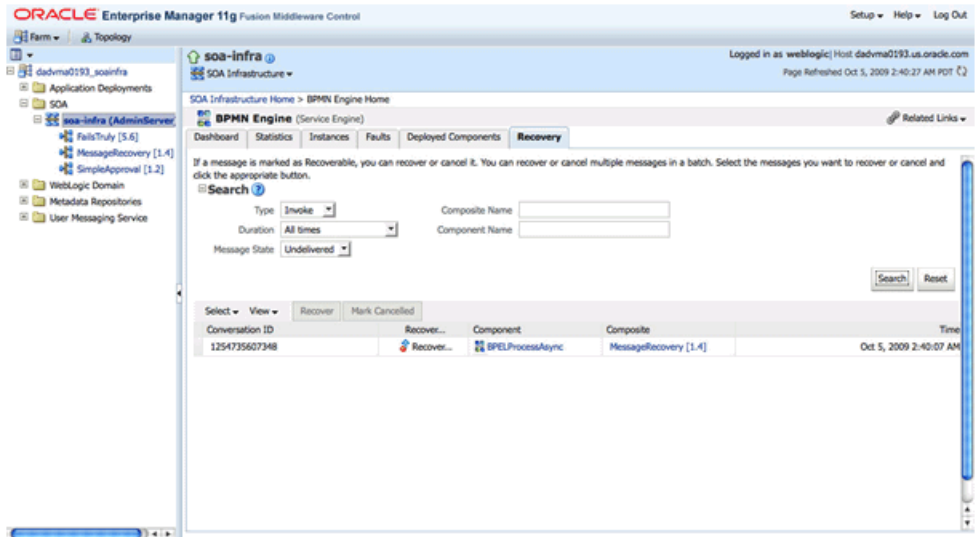 ORACLE Enterprise Manager 11g Fusion Middleware Control
Setup Help Log Out
Farm Topology
dadvma0193_soainfra
Application Deployments
SOA
soa-infra (AdminServer
FailsTruly [5.6]
MessageRecovery [1.4]
SimpleApproval [1.2]
WebLogic Domain
Metadata Repositories
User Messaging Service
soa-infra
Logged in as weblogic| Host dadvma0193.us.oracle.com
SOA Infrastructure
Page Refreshed Oct 5, 2009 2:40:27 AM PDT
SOA Infrastructure Home > BPMN Engine Home
BPMN Engine (Service Engine)
Related Links
Dashboard Statistics Instances Faults Deployed Components Recovery
If a message is marked as Recoverable, you can recover or cancel it. You can recover or cancel multiple messages in a batch. Select the messages you want to recover or cancel and
click the appropriate button.
Search
Type Invoke Composite Name
Duration All times Component Name
Message State Undelivered
Search Reset
Select View Recover Mark Cancelled
Conversation ID Recover... Component Composite Time
1254735607348 Recover... BPELProcessAsync MessageRecovery [1.4] Oct 5, 2009 2:40:07 AM